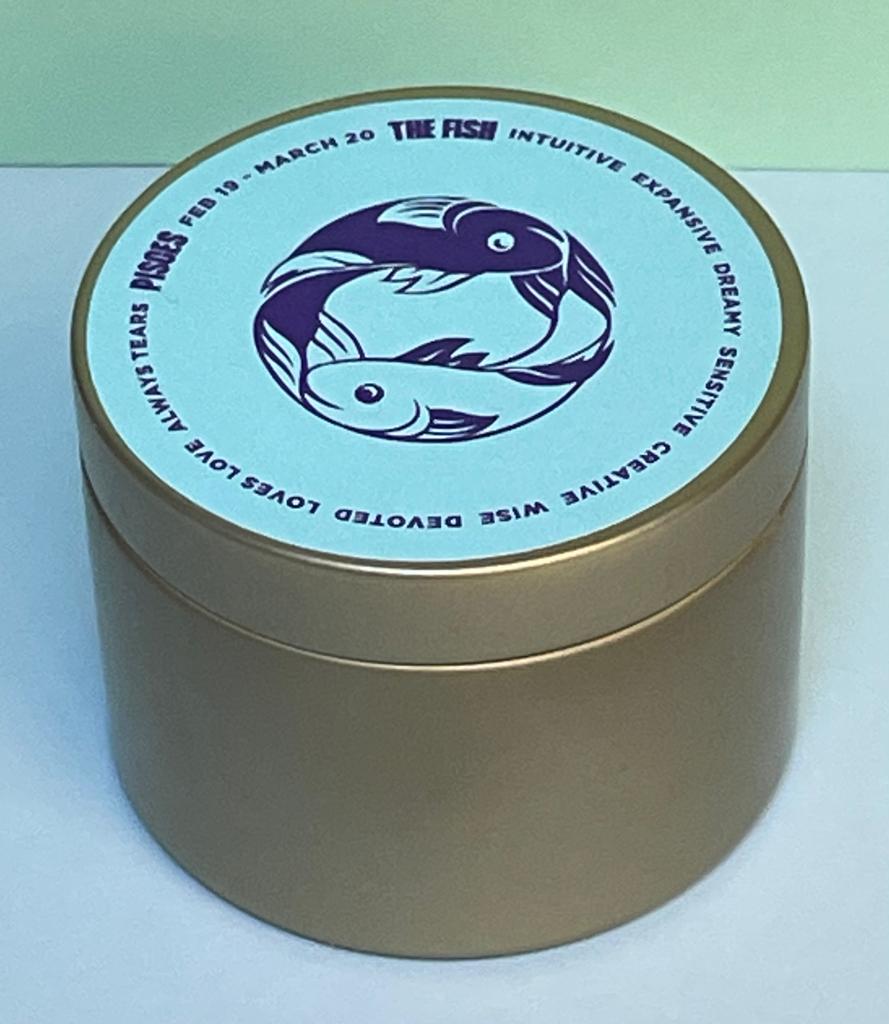 PISCES FEB 19 - MARCH 20 THE FISH INTUITIVE EXPANSIVE DREAMY SENSITIVE CREATIVE WISE DEVOTED LOVES LOVE ALWAYS TEARS